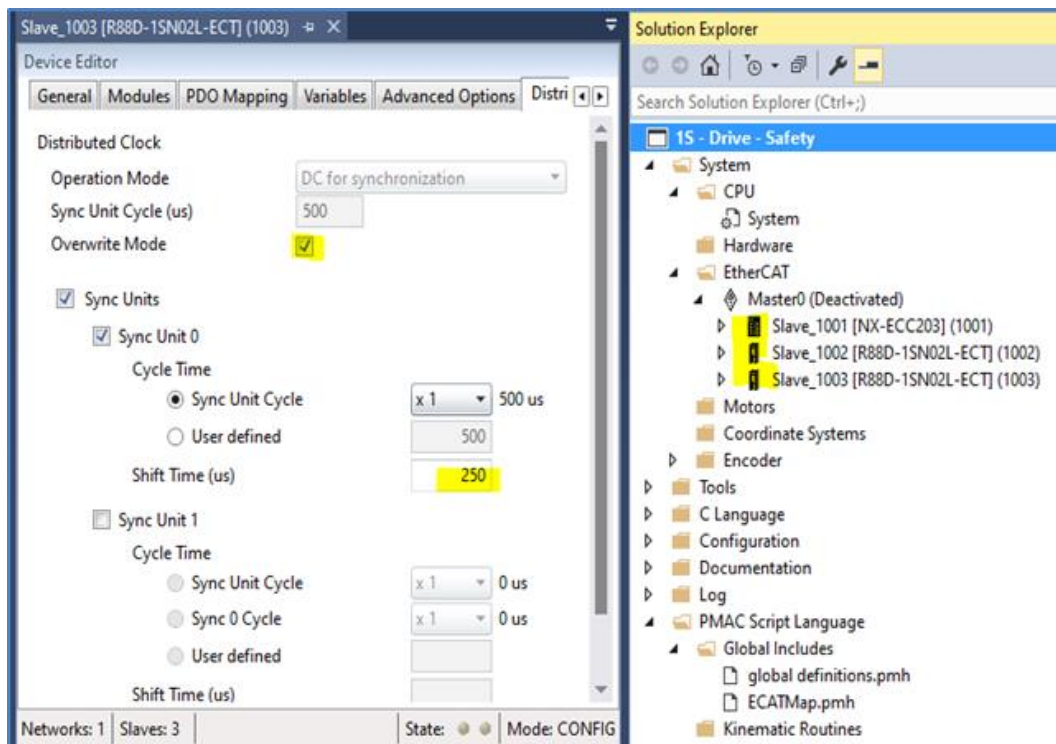 Slave_1003 [R88D-1SN02L-ECT] (1003)
Device Editor
General Modules PDO Mapping Variables Advanced Options Distri
Distributed Clock
Operation Mode DC for synchronization
Sync Unit Cycle (us) 500
Overwrite Mode
Sync Units
Sync Unit 0
Cycle Time
Sync Unit Cycle x 1 500 us
User defined 500
Shift Time (us) 250
Sync Unit 1
Cycle Time
Sync Unit Cycle x 1 0 us
Sync 0 Cycle x 1 0 us
User defined
Shift Time (us)
Networks: 1 Slaves: 3 State: Mode: CONFIG
Solution Explorer
Search Solution Explorer (Ctrl+;)
1S - Drive - Safety
System
CPU
System
Hardware
EtherCAT
Master0 (Deactivated)
Slave_1001 [NX-ECC203] (1001)
Slave_1002 [R88D-1SN02L-ECT] (1002)
Slave_1003 [R88D-1SN02L-ECT] (1003)
Motors
Coordinate Systems
Encoder
Tools
C Language
Configuration
Documentation
Log
PMAC Script Language
Global Includes
global definitions.pmh
ECATMap.pmh
Kinematic Routines